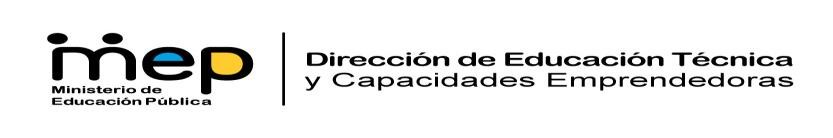 mep
Ministerio de
Educación Pública
Dirección de Educación Técnica
y Capacidades Emprendedoras